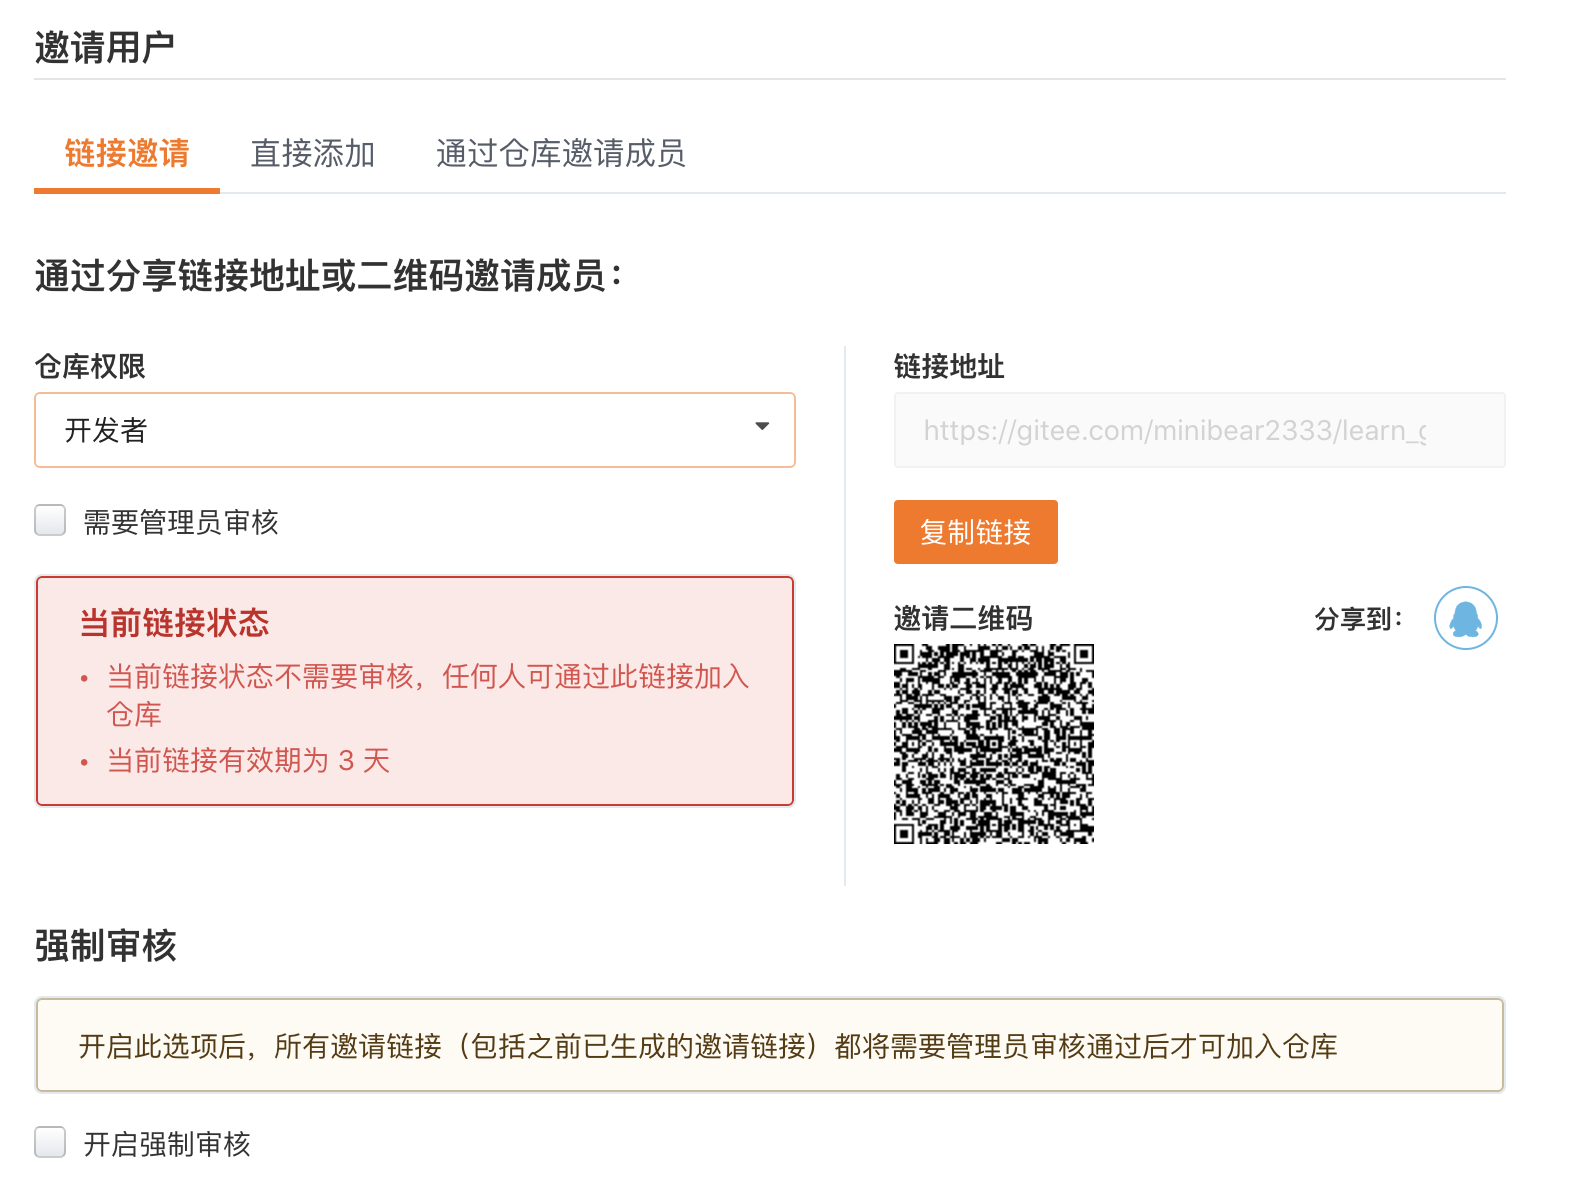 邀请用户
链接邀请 直接添加 通过仓库邀请成员
通过分享链接地址或二维码邀请成员：
仓库权限
开发者
需要管理员审核
当前链接状态
• 当前链接状态不需要审核，任何人可通过此链接加入
仓库
• 当前链接有效期为 3 天
链接地址
https://gitee.com/minibear2333/learn_
复制链接
邀请二维码
分享到：
强制审核
开启此选项后，所有邀请链接（包括之前已生成的邀请链接）都将需要管理员审核通过后才可加入仓库
开启强制审核